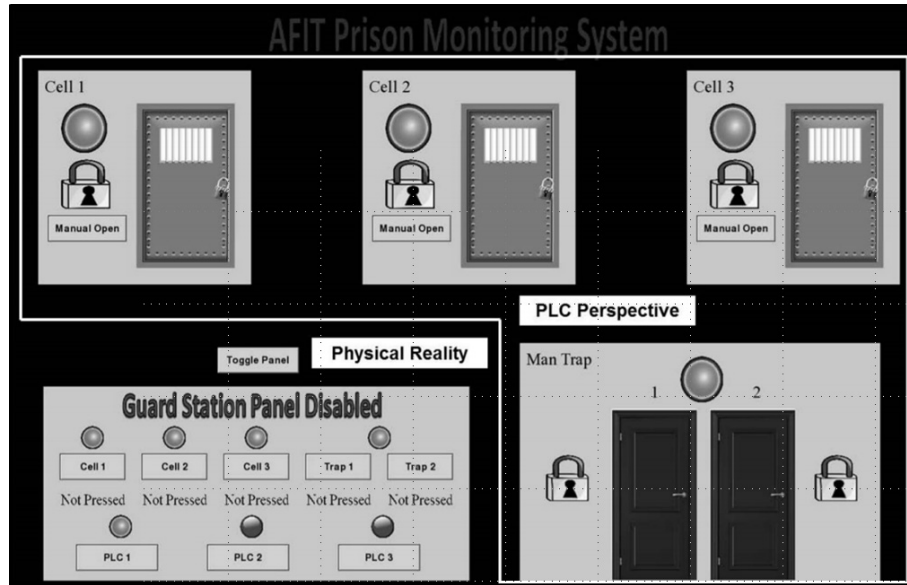 AFIT Prison Monitoring System
Cell 1
Cell 2
Cell 3
Manual Open
Manual Open
Manual Open
PLC Perspective
Toggle Panel
Physical Reality
Man Trap
1
2
Guard Station Panel Disabled
Cell 1
Cell 2
Cell 3
Trap 1
Trap 2
Not Pressed
Not Pressed
Not Pressed
Not Pressed
Not Pressed
PLC 1
PLC 2
PLC 3